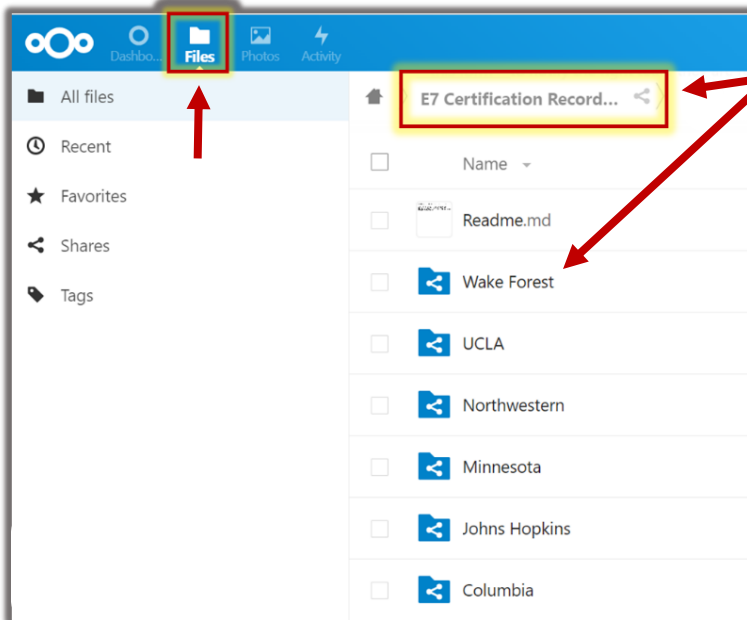 Dashbo...
Files
Photos
Activity
All files
Recent
Favorites
Shares
Tags
E7 Certification Record...
Name
Readme.md
Wake Forest
UCLA
Northwestern
Minnesota
Johns Hopkins
Columbia